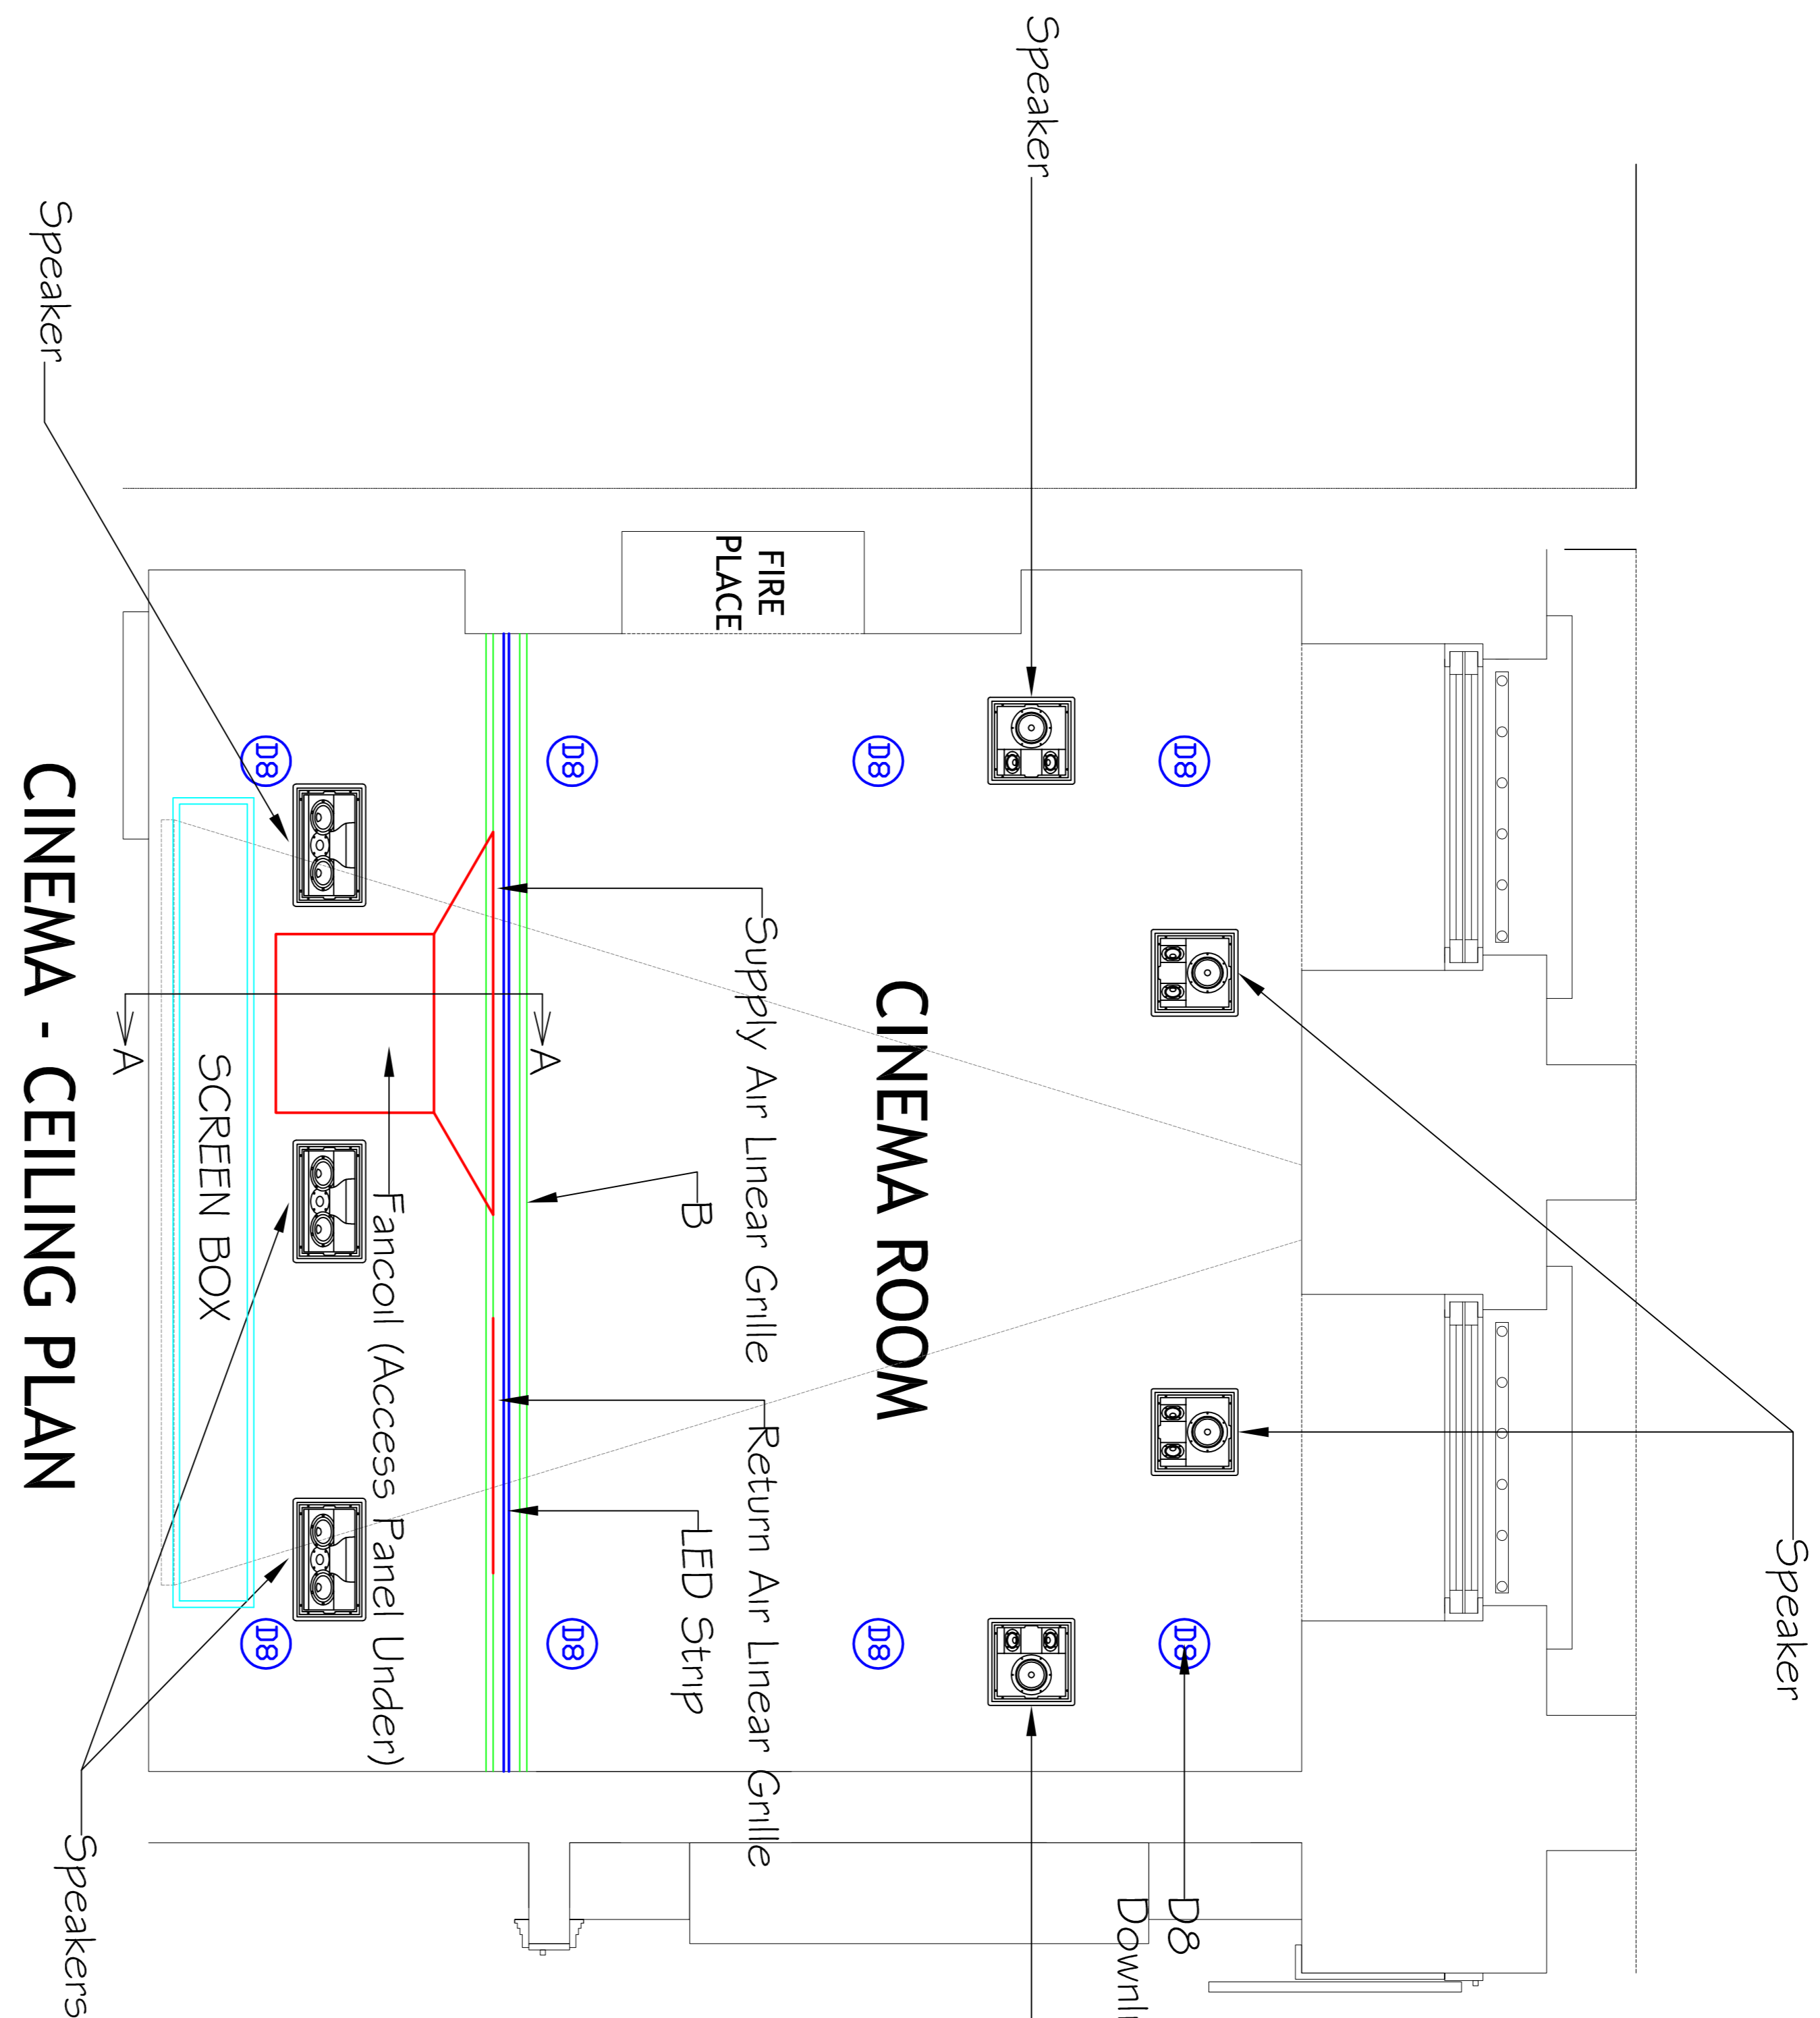 Speaker
Speaker
FIRE
PLACE
D8
D8
D8
D8
Supply Air Linear Grille
CINEMA ROOM
A
A
SCREEN BOX
B
Fancoil (Access Panel Under)
Return Air Linear Grille
LED Strip
Speaker
D8
D8
D8
D8
Speakers
D8
CINEMA - CEILING PLAN